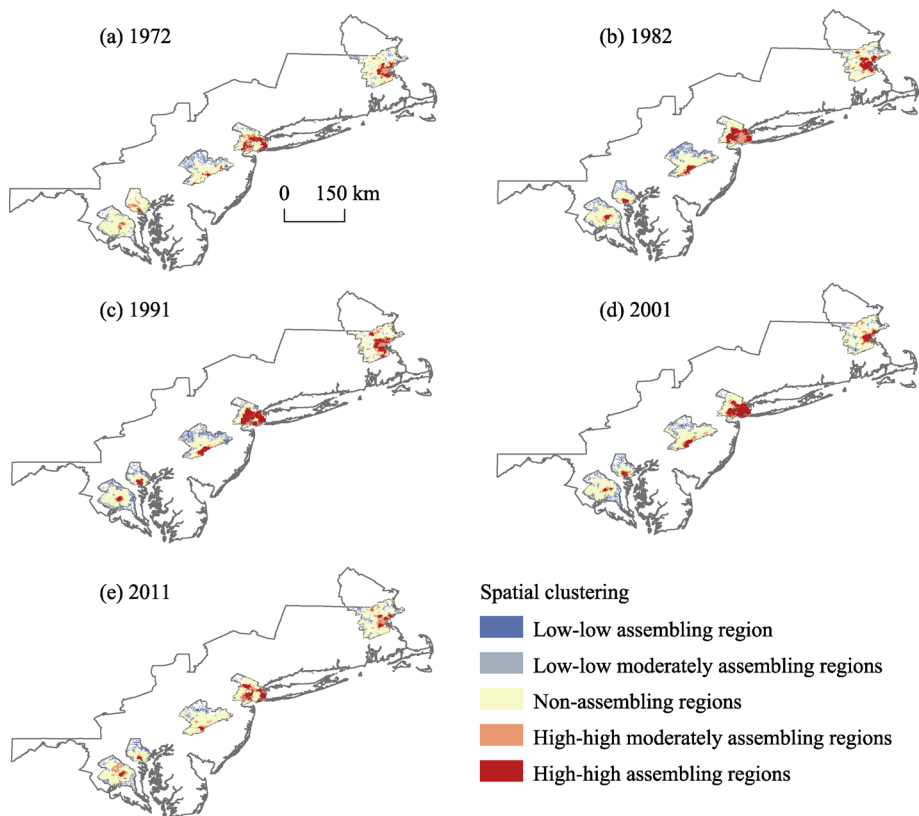 (a) 1972
(b) 1982
0 150 km
(c) 1991
(d) 2001
(e) 2011
Spatial clustering
Low-low assembling region
Low-low moderately assembling regions
Non-assembling regions
High-high moderately assembling regions
High-high assembling regions